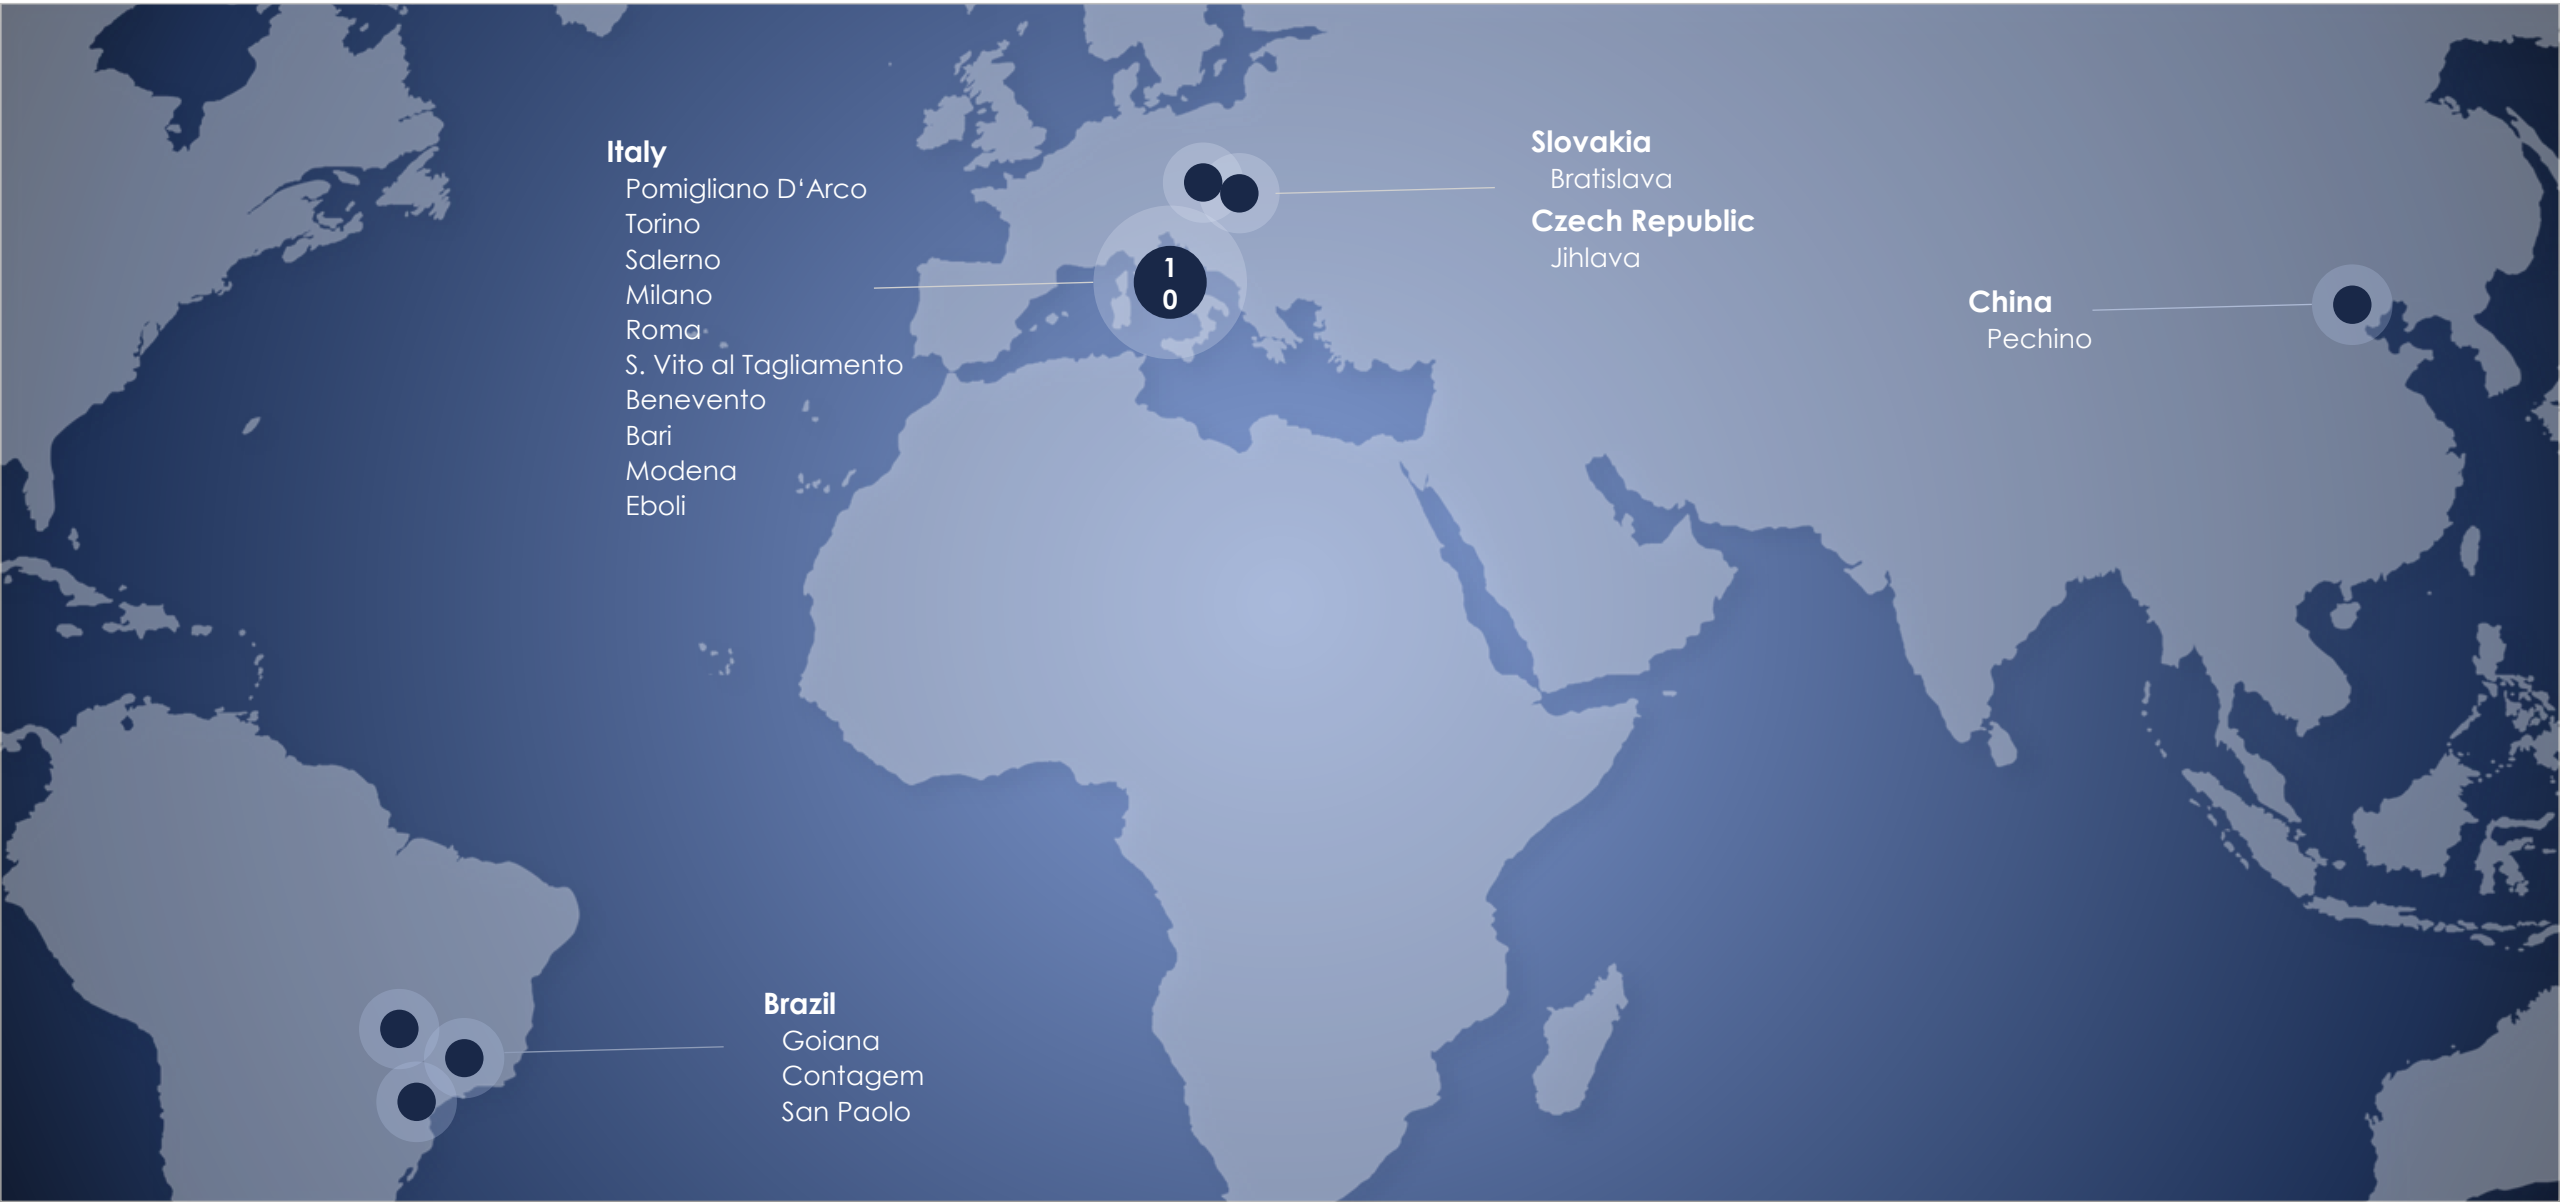 Italy
Pomigliano D‘Arco
Torino
Salerno
Milano
Roma
S. Vito al Tagliamento
Benevento
Bari
Modena
Eboli
1
0
Slovakia
Bratislava
Czech Republic
Jihlava
China
Pechino
Brazil
Goiana
Contagem
San Paolo